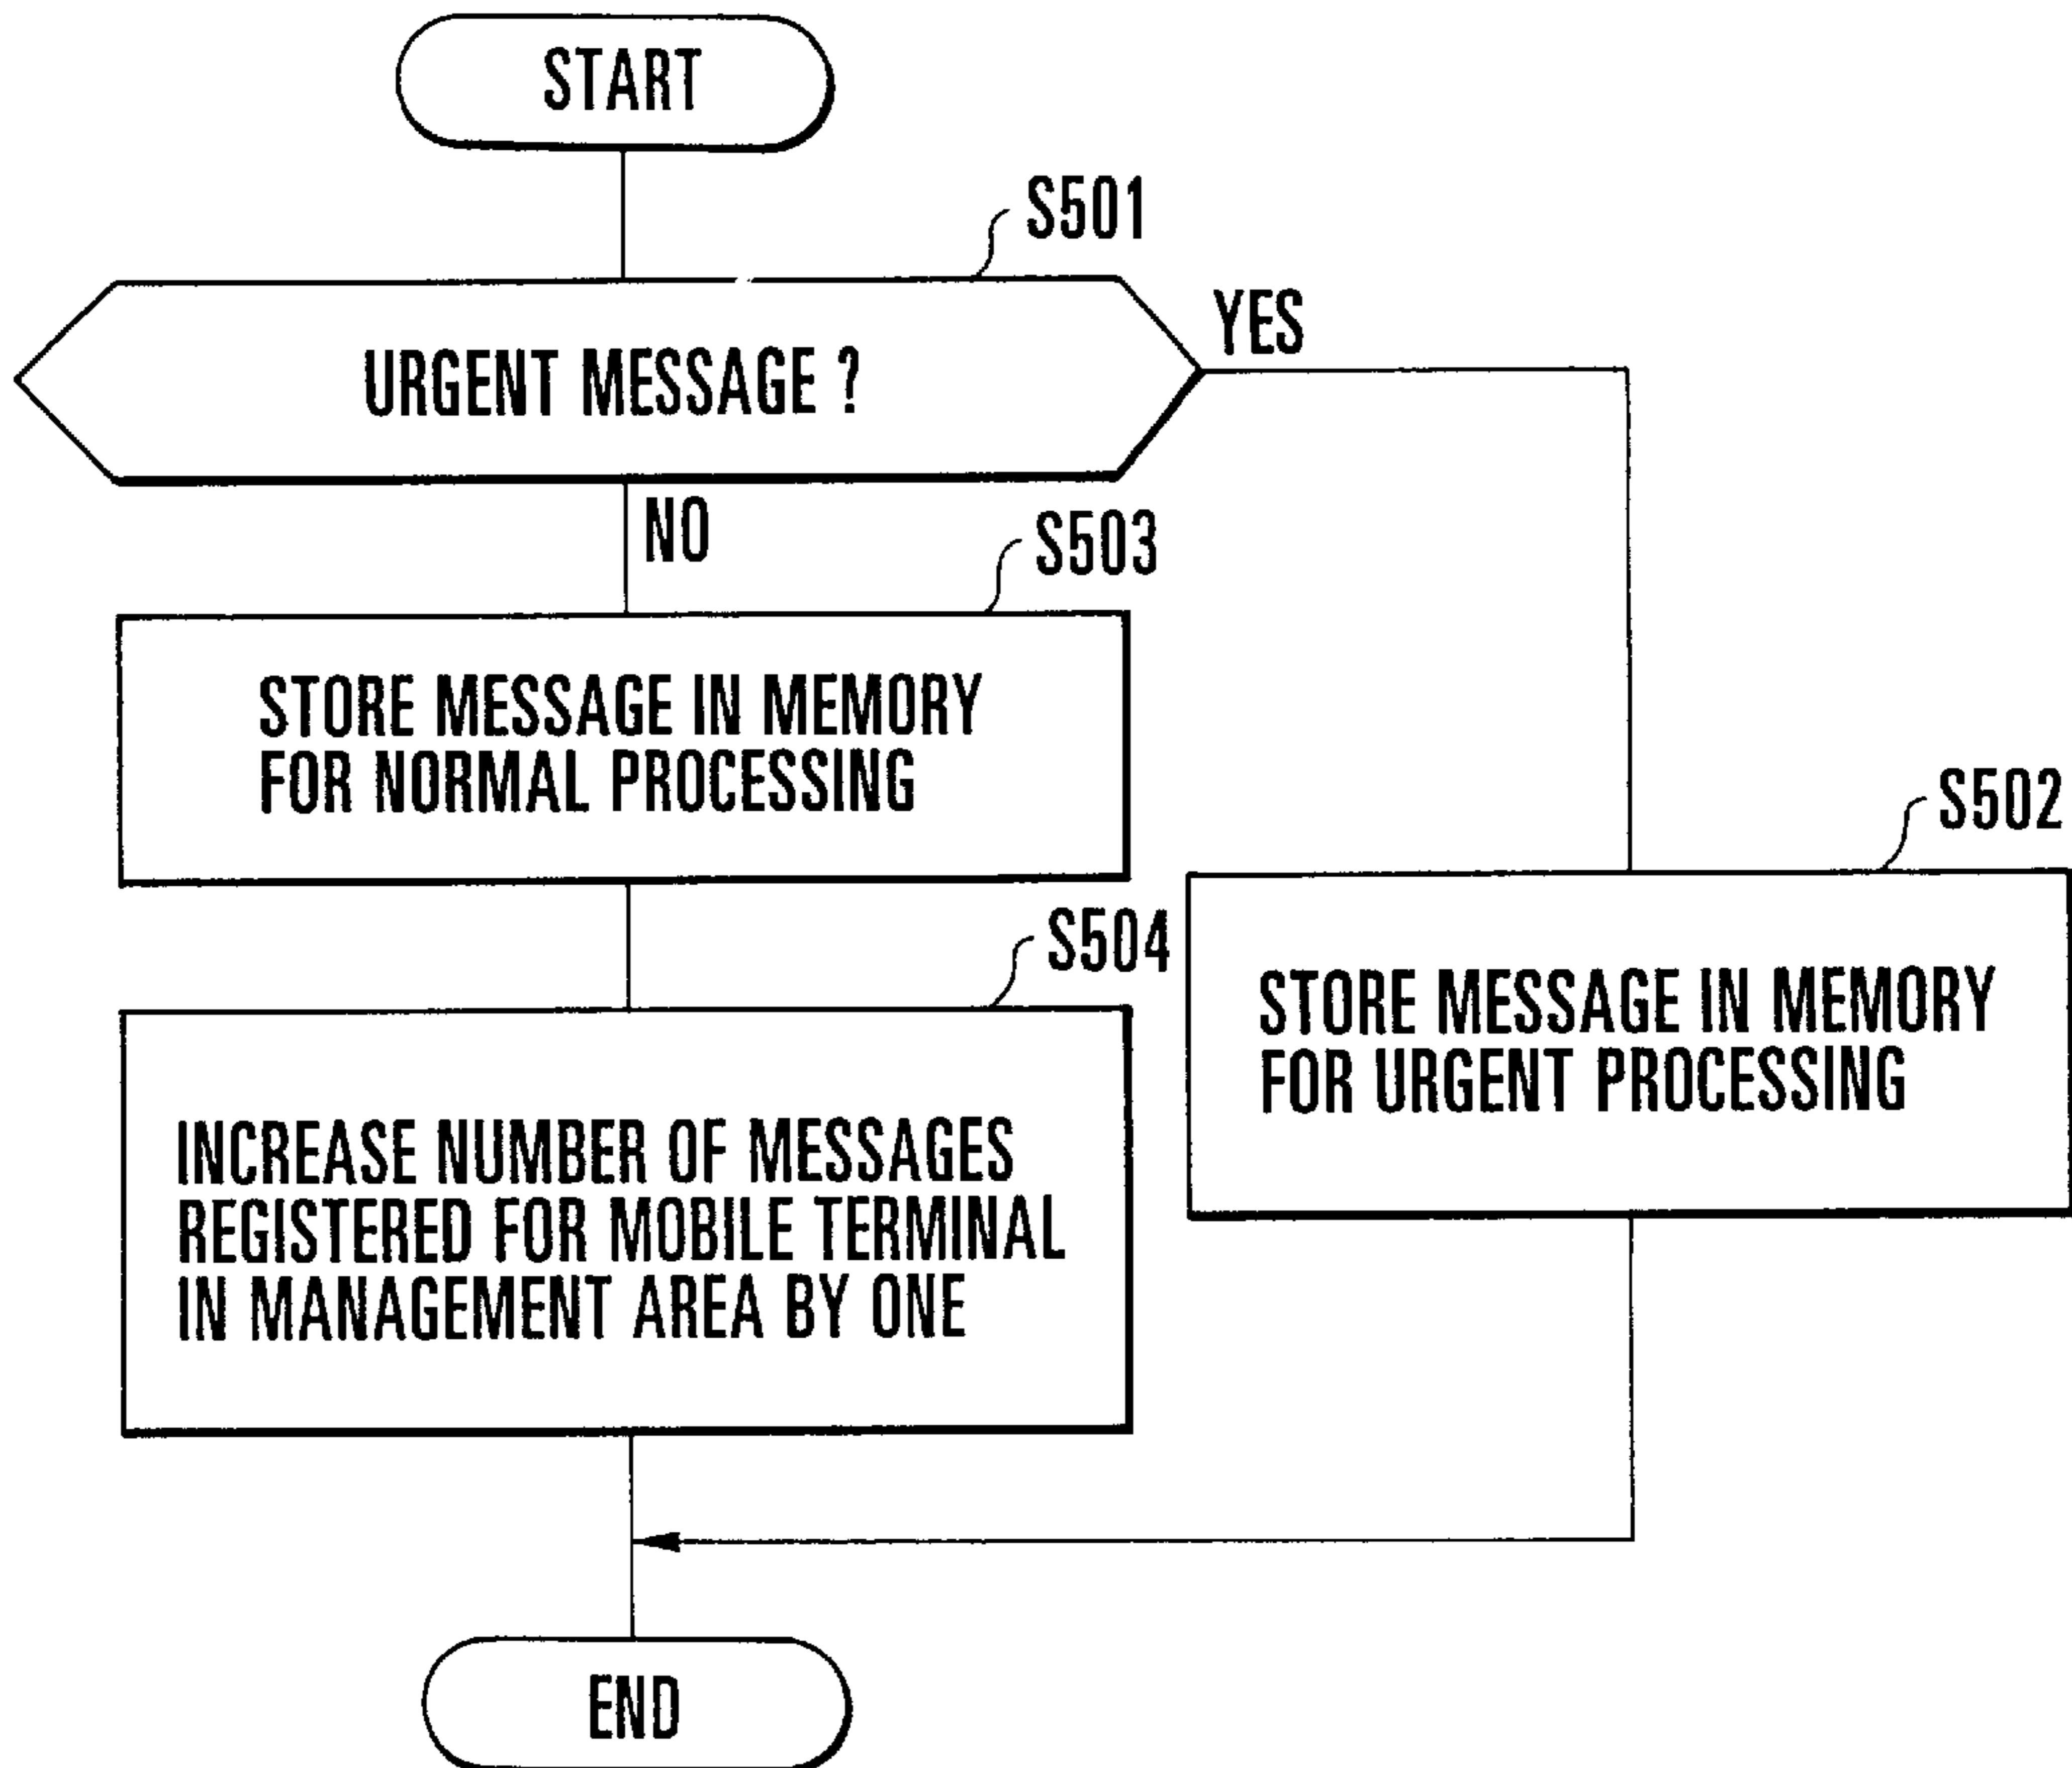 START
S501
YES
URGENT MESSAGE ?
NO
S503
STORE MESSAGE IN MEMORY
FOR NORMAL PROCESSING
S502
S504
STORE MESSAGE IN MEMORY
FOR URGENT PROCESSING
INCREASE NUMBER OF MESSAGES
REGISTERED FOR MOBILE TERMINAL
IN MANAGEMENT AREA BY ONE
END